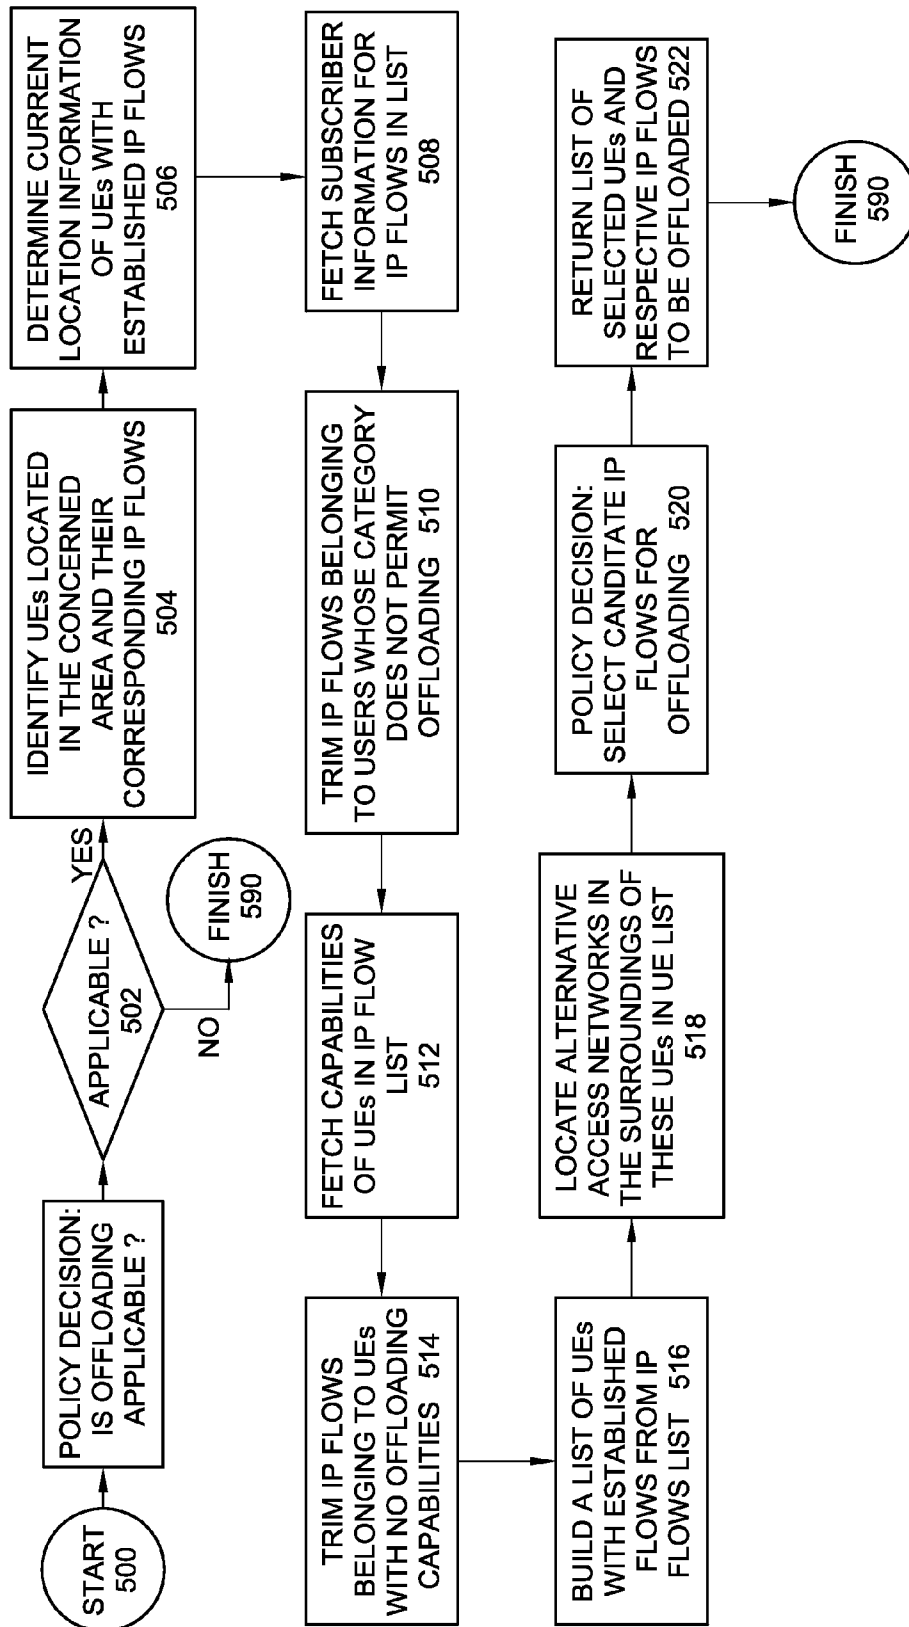 START
500
POLICY DECISION:
IS OFFLOADING
APPLICABLE ?
APPLICABLE ?
502
YES
NO
FINISH
590
IDENTIFY UEs LOCATED
IN THE CONCERNED
AREA AND THEIR
CORRESPONDING IP FLOWS
504
DETERMINE CURRENT
LOCATION INFORMATION
OF UEs WITH
ESTABLISHED IP FLOWS
506
FETCH SUBSCRIBER
INFORMATION FOR
IP FLOWS IN LIST
508
TRIM IP FLOWS BELONGING
TO USERS WHOSE CATEGORY
DOES NOT PERMIT
OFFLOADING 510
FETCH CAPABILITIES
OF UEs IN IP FLOW
LIST
512
TRIM IP FLOWS
BELONGING TO UEs
WITH NO OFFLOADING
CAPABILITIES 514
BUILD A LIST OF UEs
WITH ESTABLISHED
FLOWS FROM IP
FLOWS LIST 516
LOCATE ALTERNATIVE
ACCESS NETWORKS IN
THE SURROUNDINGS OF
THESE UEs IN UE LIST
518
POLICY DECISION:
SELECT CANDITATE IP
FLOWS FOR
OFFLOADING 520
RETURN LIST OF
SELECTED UEs AND
RESPECTIVE IP FLOWS
TO BE OFFLOADED 522
FINISH
590